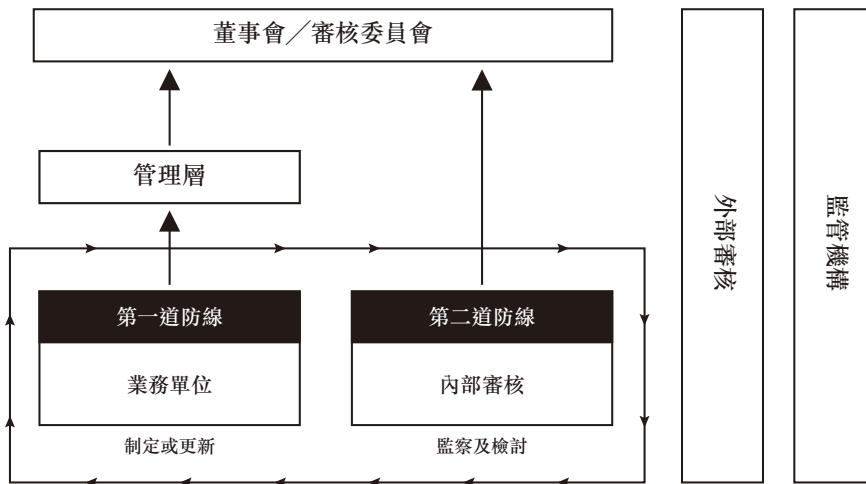 董事會／審核委員會
管理層
第一道防線
業務單位
制定或更新
第二道防線
內部審核
監察及檢討
外部審核
監管機構